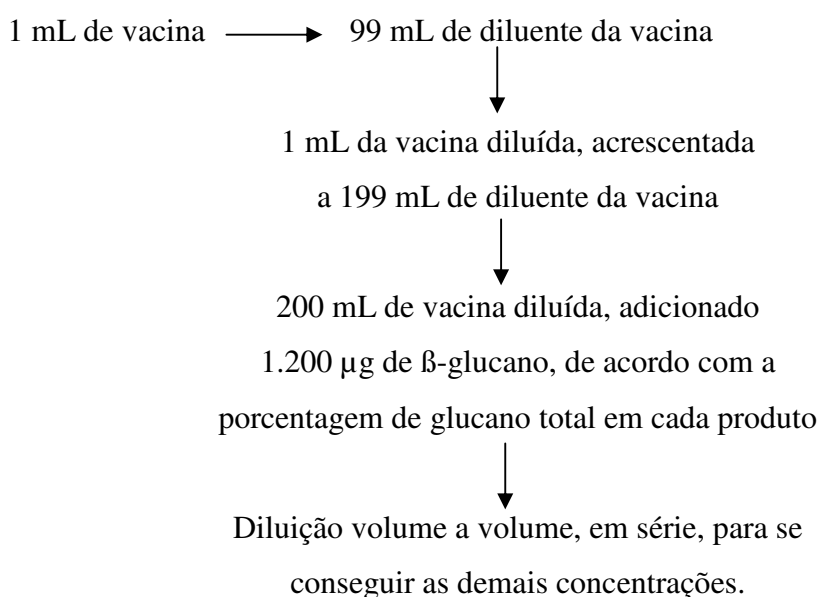 1 mL de vacina 99 mL de diluente da vacina
1 mL da vacina diluída, acrescentada
a 199 mL de diluente da vacina
200 mL de vacina diluída, adicionado
1.200 µg de ß-glucano, de acordo com a
porcentagem de glucano total em cada produto
Diluição volume a volume, em série, para se
conseguir as demais concentrações.